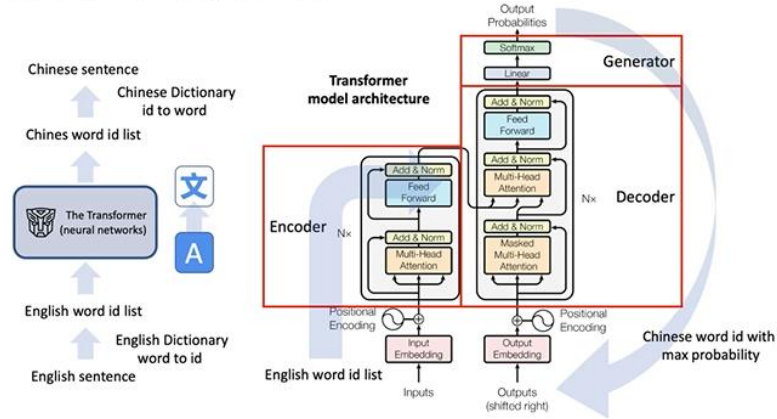 Chinese sentence
Chinese Dictionary
id to word
Chines word id list
The Transformer
(neural networks)
文
A
English word id list
English Dictionary
word to id
English sentence
Transformer
model architecture
Output
Probabilities
Softmax
Linear
Generator
Add & Norm
Feed
Forward
Add & Norm
Multi-Head
Attention
Decoder
N×
Add & Norm
Masked
Multi-Head
Attention
Encoder
N×
Add & Norm
Feed
Forward
Add & Norm
Multi-Head
Attention
Positional
Encoding
Input
Embedding
English word id list
Inputs
Positional
Encoding
Output
Embedding
Outputs
(shifted right)
Chinese word id with
max probability